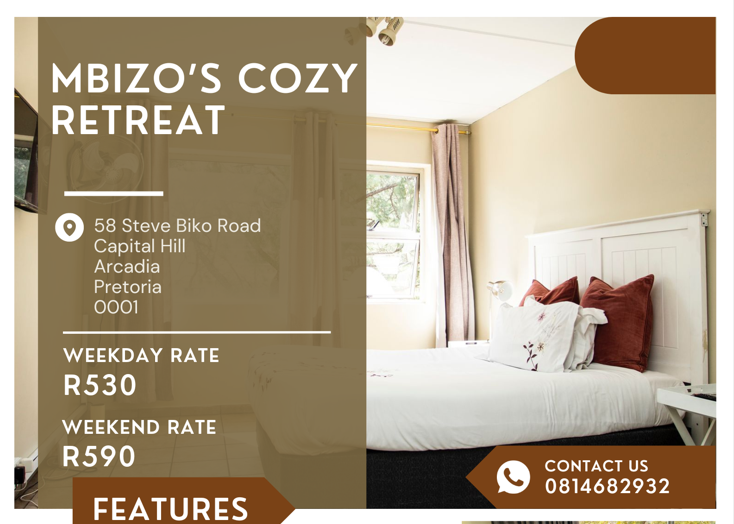 MBIZO'S COZY
RETREAT
58 Steve Biko Road
Capital Hill
Arcadia
Pretoria
0001
WEEKDAY RATE
R530
WEEKEND RATE
R590
FEATURES
CONTACT US
0814682932